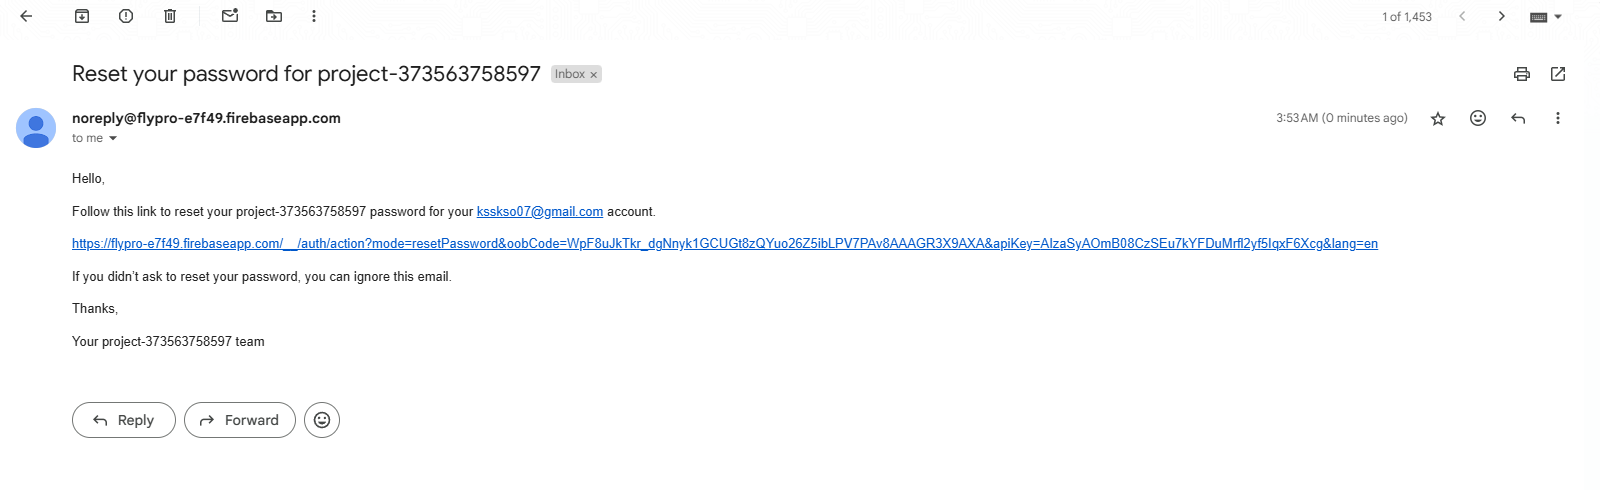 1 of 1,453
Reset your password for project-373563758597 Inbox ×
noreply@flypro-e7f49.firebaseapp.com
3:53 AM (0 minutes ago)
to me
Hello,
Follow this link to reset your project-373563758597 password for your ksskso07@gmail.com account.
https://flypro-e7f49.firebaseapp.com/__/auth/action?mode=resetPassword&oobCode=WpF8uJkTkr_dgNnyk1GCUGt8zQYuo26Z5ibLPV7PAv8AAAGR3X9AXA&apiKey=AIzaSyAOmB08CzSEu7kYFDuMrfl2yf5IqxF6Xcg&lang=en
If you didn't ask to reset your password, you can ignore this email.
Thanks,
Your project-373563758597 team
Reply
Forward